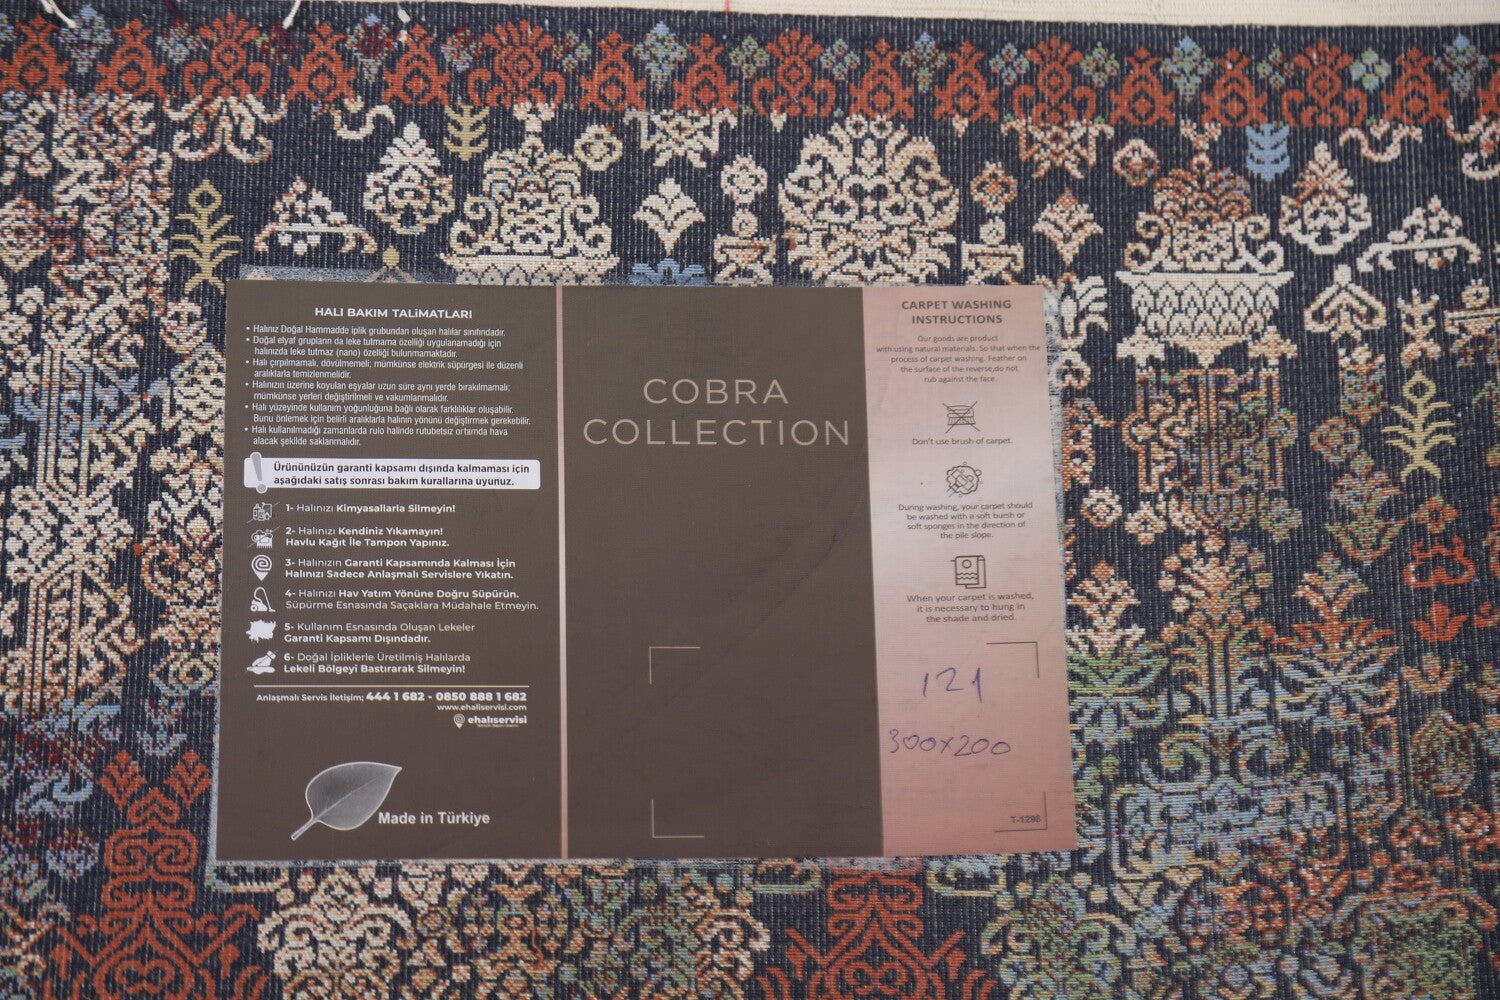 HALI BAKIM TALiMATLARI
• Halınız Doğal Hammadde iplik grubundan oluşan halılar sınıfındadır.
• Doğal elyaf grupların da leke tutmama özelliği uygulanamadığı için
halınızda leke tutmaz (nano) özelliği bulunmamaktadır.
• Halı çırpılmamalı, dövülmemeli; mümkünse elektrik süpürgesi ile düzenli
aralıklarla temizlenmelidir.
• Halınızın üzerine koyulan eşyalar uzun süre aynı yerde bırakılmamalı;
mümkünse yerleri değiştirilmeli ve vakumlanmalıdır.
• Halı yüzeyinde kullanım yoğunluğuna bağlı olarak farklılıklar oluşabilir.
Bunu önlemek için belirli aralıklarla halının yönünü değiştirmek gerekebilir.
• Halı kullanılmadığı zamanlarda rulo halinde rutubetsiz ortamda hava
alacak şekilde saklanmalıdır.
Ürününüzün garanti kapsamı dışında kalmaması için
aşağıdaki satış sonrası bakım kurallarına uyunuz.
1- Halınızı Kimyasallarla Silmeyin!
2- Halınızı Kendiniz Yıkamayın!
Havlu Kağıt İle Tampon Yapınız.
3- Halınızın Garanti Kapsamında Kalması İçin
Halınızı Sadece Anlaşmalı Servislere Yıkatın.
4- Halınızı Hav Yatım Yönüne Doğru Süpürün.
Süpürme Esnasında Saçaklara Müdahale Etmeyin.
5- Kullanım Esnasında Oluşan Lekeler
Garanti Kapsamı Dışındadır.
6- Doğal İpliklerle Üretilmiş Halılarda
Lekeli Bölgeyi Bastırarak Silmeyin!
Anlaşmalı Servis İletişim; 444 1 682 - 0850 888 1 682
www.ehaliservisi.com
ehalıservisi
Made in Türkiye
COBRA
COLLECTION
CARPET WASHING
INSTRUCTIONS
Our goods are product
with using natural materials. So that when the
process of carpet washing. Feather on
the surface of the reverse,do not
rub against the face.
Don't use brush of carpet.
During washing, your carpet should
be washed with a soft bursh or
soft sponges in the direction of
the pile slope.
When your carpet is washed,
it is necessary to hung in
the shade and dried.
121
300x200
T-1298